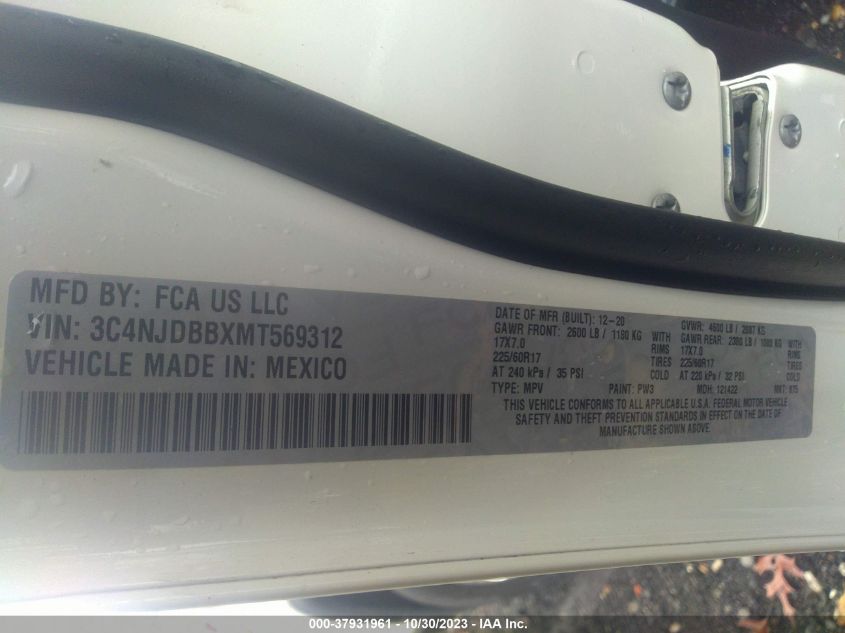 MFD BY: FCA US LLC
VIN: 3C4NJDBBXMT569312
VEHICLE MADE IN: MEXICO
DATE OF MFR (BUILT): 12-20 GVWR: 4600 LB / 2087 KG
GAWR FRONT: 2600 LB / 1180 KG GAWR REAR: 2380 LB / 1080 KG
17X7.0 RIMS 17X7.0 RIMS
225/60R17 TIRES 225/60R17 TIRES
AT 240 kPa / 35 PSI COLD AT 220 kPa / 32 PSI COLD
TYPE: MPV PAINT: PW3 MDH: 121422
THIS VEHICLE CONFORMS TO ALL APPLICABLE U.S.A. FEDERAL MOTOR VEHICLE
SAFETY AND THEFT PREVENTION STANDARDS IN EFFECT ON THE DATE OF
MANUFACTURE SHOWN ABOVE.
000-37931961 - 10/30/2023 - IAA Inc.